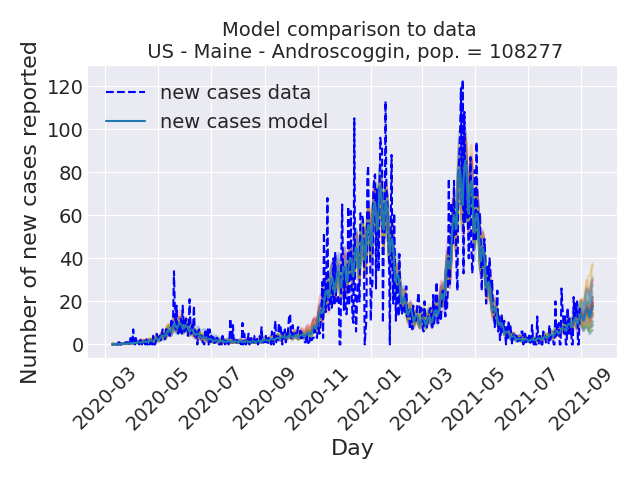 Model comparison to data
US - Maine - Androscoggin, pop. = 108277
Number of new cases reported
120
100
80
60
40
20
0
new cases data
new cases model
2020-03
2020-05
2020-07
2020-09
2020-11
2021-01
2021-03
2021-05
2021-07
2021-09
Day